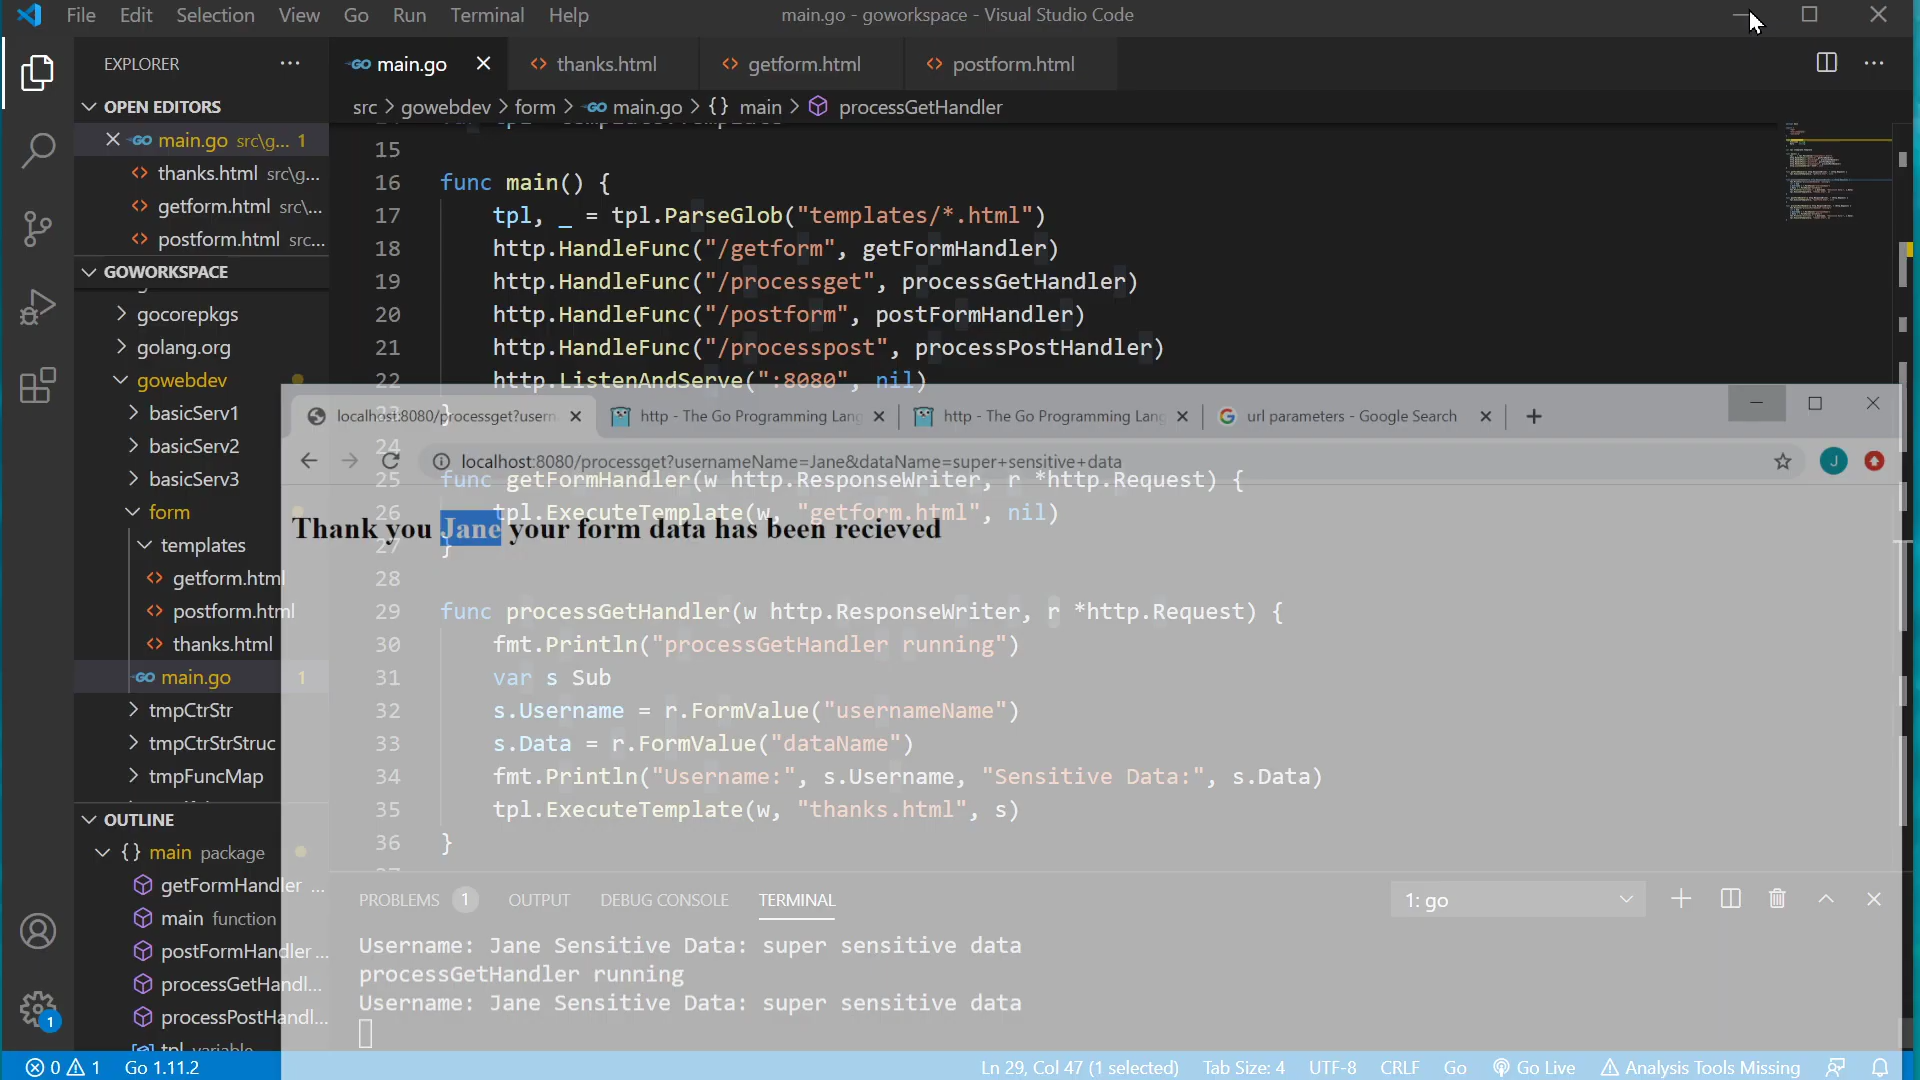 File Edit Selection View Go Run Terminal Help
main.go - goworkspace - Visual Studio Code
EXPLORER
main.go
thanks.html
getform.html
postform.html
OPEN EDITORS
src > gowebdev > form > main.go > {} main > processGetHandler
main.go src\g... 1
thanks.html src\g...
getform.html src\...
postform.html src...
GOWORKSPACE
gocorepkgs
golang.org
gowebdev
basicServ1
basicServ2
basicServ3
form
templates
getform.html
postform.html
thanks.html
main.go 1
tmpCtrStr
tmpCtrStrStruc
tmpFuncMap
OUTLINE
{} main package
getFormHandler ...
main function
postFormHandler ...
processGetHandl...
processPostHandl...
tpl variable
15
16 func main() {
17 tpl, _ = tpl.ParseGlob("templates/*.html")
18 http.HandleFunc("/getform", getFormHandler)
19 http.HandleFunc("/processget", processGetHandler)
20 http.HandleFunc("/postform", postFormHandler)
21 http.HandleFunc("/processpost", processPostHandler)
22 http.ListenAndServe(":8080", nil)
23 }
24
25 func getFormHandler(w http.ResponseWriter, r *http.Request) {
26 tpl.ExecuteTemplate(w, "getform.html", nil)
27 }
28
29 func processGetHandler(w http.ResponseWriter, r *http.Request) {
30 fmt.Println("processGetHandler running")
31 var s Sub
32 s.Username = r.FormValue("usernameName")
33 s.Data = r.FormValue("dataName")
34 fmt.Println("Username:", s.Username, "Sensitive Data:", s.Data)
35 tpl.ExecuteTemplate(w, "thanks.html", s)
36 }
localhost:8080/processget?usern
http - The Go Programming Lang
http - The Go Programming Lang
url parameters - Google Search
localhost:8080/processget?usernameName=Jane&dataName=super+sensitive+data
J
Thank you Jane your form data has been recieved
PROBLEMS 1 OUTPUT DEBUG CONSOLE TERMINAL
1: go
Username: Jane Sensitive Data: super sensitive data
processGetHandler running
Username: Jane Sensitive Data: super sensitive data
1
0 1 Go 1.11.2
Ln 29, Col 47 (1 selected) Tab Size: 4 UTF-8 CRLF Go Go Live Analysis Tools Missing